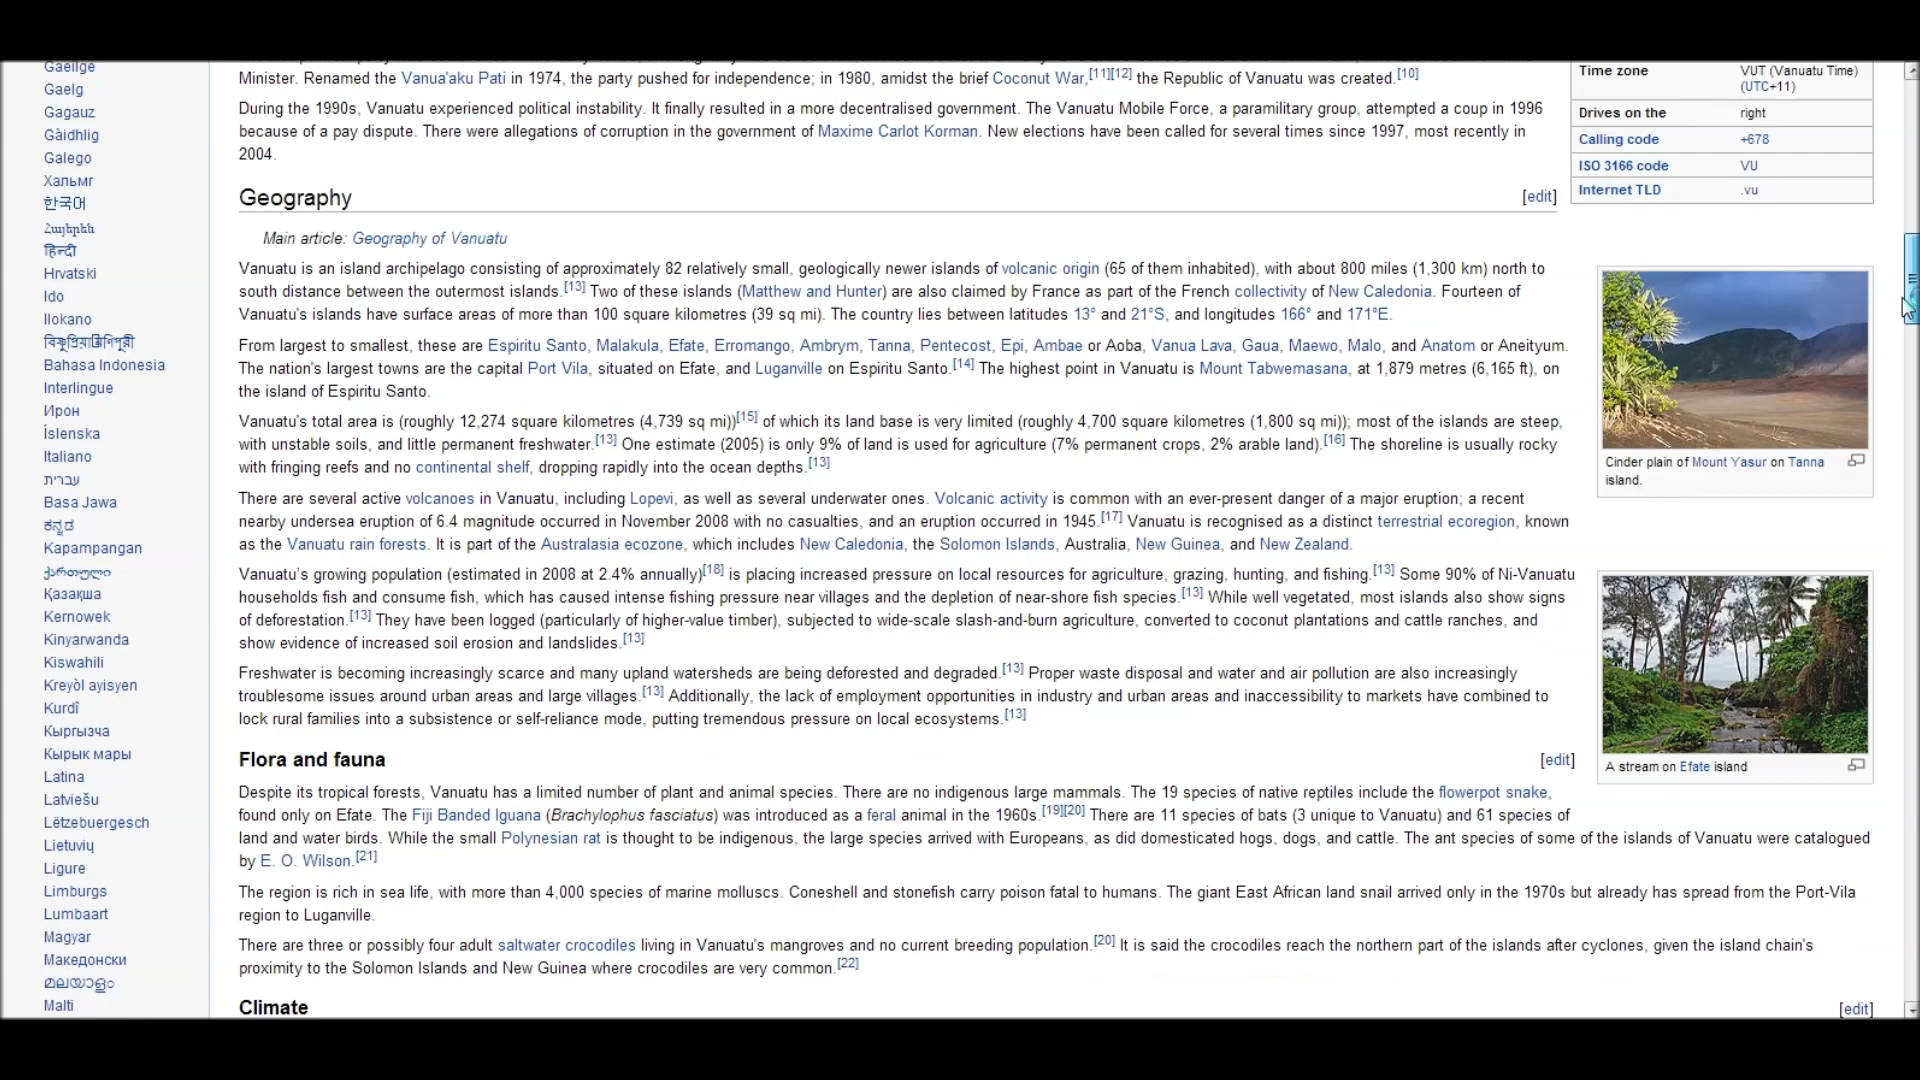 Gaeilge
Gaelg
Gagauz
Gàidhlig
Galego
Хальмг
한국어
Հայերեն
हिन्दी
Hrvatski
Ido
Ilokano
Bahasa Indonesia
Interlingue
Ирон
Íslenska
Italiano
עברית
Basa Jawa
ಕನ್ನಡ
Kapampangan
ქართული
Қазақша
Kernowek
Kinyarwanda
Kiswahili
Kreyòl ayisyen
Kurdî
Кыргызча
Кырык мары
Latina
Latviešu
Lëtzebuergesch
Lietuvių
Ligure
Limburgs
Lumbaart
Magyar
Македонски
മലയാളം
Malti
Minister. Renamed the Vanua'aku Pati in 1974, the party pushed for independence; in 1980, amidst the brief Coconut War,[11][12] the Republic of Vanuatu was created.[10]
During the 1990s, Vanuatu experienced political instability. It finally resulted in a more decentralised government. The Vanuatu Mobile Force, a paramilitary group, attempted a coup in 1996
because of a pay dispute. There were allegations of corruption in the government of Maxime Carlot Korman. New elections have been called for several times since 1997, most recently in
2004.
Geography [edit]
Main article: Geography of Vanuatu
Vanuatu is an island archipelago consisting of approximately 82 relatively small, geologically newer islands of volcanic origin (65 of them inhabited), with about 800 miles (1,300 km) north to
south distance between the outermost islands.[13] Two of these islands (Matthew and Hunter) are also claimed by France as part of the French collectivity of New Caledonia. Fourteen of
Vanuatu's islands have surface areas of more than 100 square kilometres (39 sq mi). The country lies between latitudes 13° and 21°S, and longitudes 166° and 171°E.
From largest to smallest, these are Espiritu Santo, Malakula, Efate, Erromango, Ambrym, Tanna, Pentecost, Epi, Ambae or Aoba, Vanua Lava, Gaua, Maewo, Malo, and Anatom or Aneityum.
The nation's largest towns are the capital Port Vila, situated on Efate, and Luganville on Espiritu Santo.[14] The highest point in Vanuatu is Mount Tabwemasana, at 1,879 metres (6,165 ft), on
the island of Espiritu Santo.
Vanuatu's total area is (roughly 12,274 square kilometres (4,739 sq mi))[15] of which its land base is very limited (roughly 4,700 square kilometres (1,800 sq mi)); most of the islands are steep,
with unstable soils, and little permanent freshwater.[13] One estimate (2005) is only 9% of land is used for agriculture (7% permanent crops, 2% arable land).[16] The shoreline is usually rocky
with fringing reefs and no continental shelf, dropping rapidly into the ocean depths.[13]
There are several active volcanoes in Vanuatu, including Lopevi, as well as several underwater ones. Volcanic activity is common with an ever-present danger of a major eruption; a recent
nearby undersea eruption of 6.4 magnitude occurred in November 2008 with no casualties, and an eruption occurred in 1945.[17] Vanuatu is recognised as a distinct terrestrial ecoregion, known
as the Vanuatu rain forests. It is part of the Australasia ecozone, which includes New Caledonia, the Solomon Islands, Australia, New Guinea, and New Zealand.
Vanuatu's growing population (estimated in 2008 at 2.4% annually)[18] is placing increased pressure on local resources for agriculture, grazing, hunting, and fishing.[13] Some 90% of Ni-Vanuatu
households fish and consume fish, which has caused intense fishing pressure near villages and the depletion of near-shore fish species.[13] While well vegetated, most islands also show signs
of deforestation.[13] They have been logged (particularly of higher-value timber), subjected to wide-scale slash-and-burn agriculture, converted to coconut plantations and cattle ranches, and
show evidence of increased soil erosion and landslides.[13]
Freshwater is becoming increasingly scarce and many upland watersheds are being deforested and degraded.[13] Proper waste disposal and water and air pollution are also increasingly
troublesome issues around urban areas and large villages.[13] Additionally, the lack of employment opportunities in industry and urban areas and inaccessibility to markets have combined to
lock rural families into a subsistence or self-reliance mode, putting tremendous pressure on local ecosystems.[13]
Flora and fauna [edit]
Despite its tropical forests, Vanuatu has a limited number of plant and animal species. There are no indigenous large mammals. The 19 species of native reptiles include the flowerpot snake,
found only on Efate. The Fiji Banded Iguana (Brachylophus fasciatus) was introduced as a feral animal in the 1960s.[19][20] There are 11 species of bats (3 unique to Vanuatu) and 61 species of
land and water birds. While the small Polynesian rat is thought to be indigenous, the large species arrived with Europeans, as did domesticated hogs, dogs, and cattle. The ant species of some of the islands of Vanuatu were catalogued
by E. O. Wilson.[21]
The region is rich in sea life, with more than 4,000 species of marine molluscs. Coneshell and stonefish carry poison fatal to humans. The giant East African land snail arrived only in the 1970s but already has spread from the Port-Vila
region to Luganville.
There are three or possibly four adult saltwater crocodiles living in Vanuatu's mangroves and no current breeding population.[20] It is said the crocodiles reach the northern part of the islands after cyclones, given the island chain's
proximity to the Solomon Islands and New Guinea where crocodiles are very common.[22]
Climate [edit]
Time zone VUT (Vanuatu Time)
(UTC+11)
Drives on the right
Calling code +678
ISO 3166 code VU
Internet TLD .vu
Cinder plain of Mount Yasur on Tanna
island.
A stream on Efate island